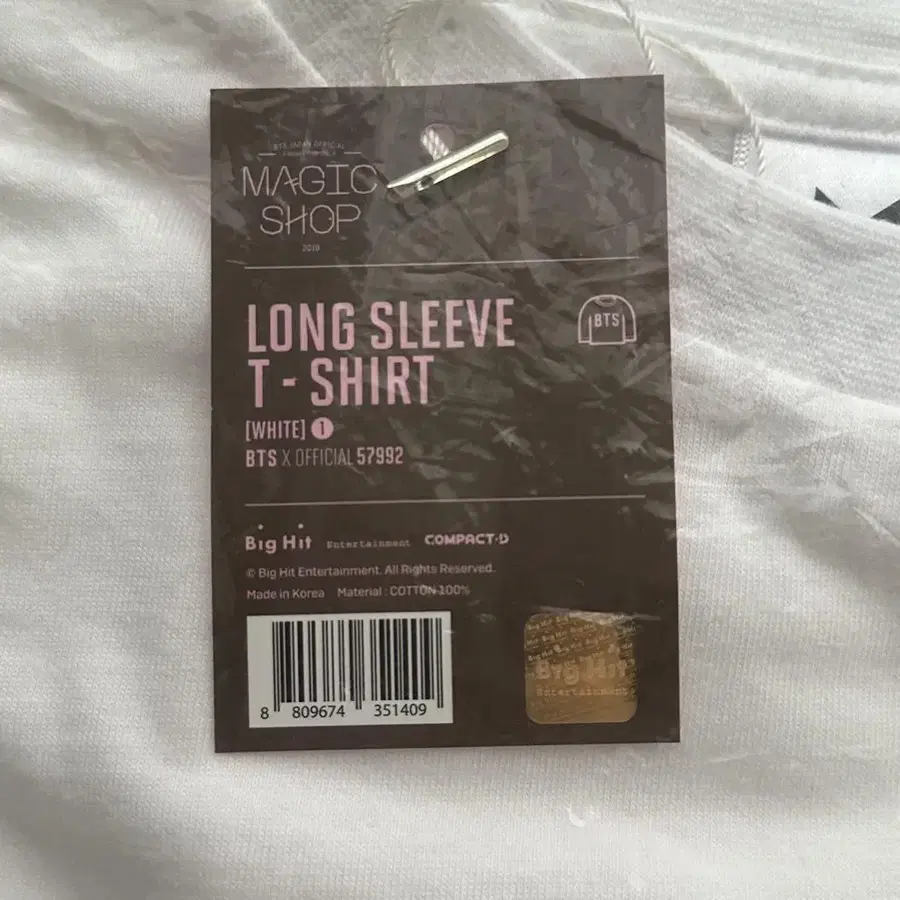 BTS JAPAN OFFICIAL
MAGIC
SHOP
2019
LONG SLEEVE
T - SHIRT
BTS
[WHITE] 1
BTS X OFFICIAL 57992
Big Hit Entertainment COMPACT·D
© Big Hit Entertainment. All Rights Reserved.
Made in Korea Material : COTTON 100%
8 809674 351409
Big Hit
Entertainment